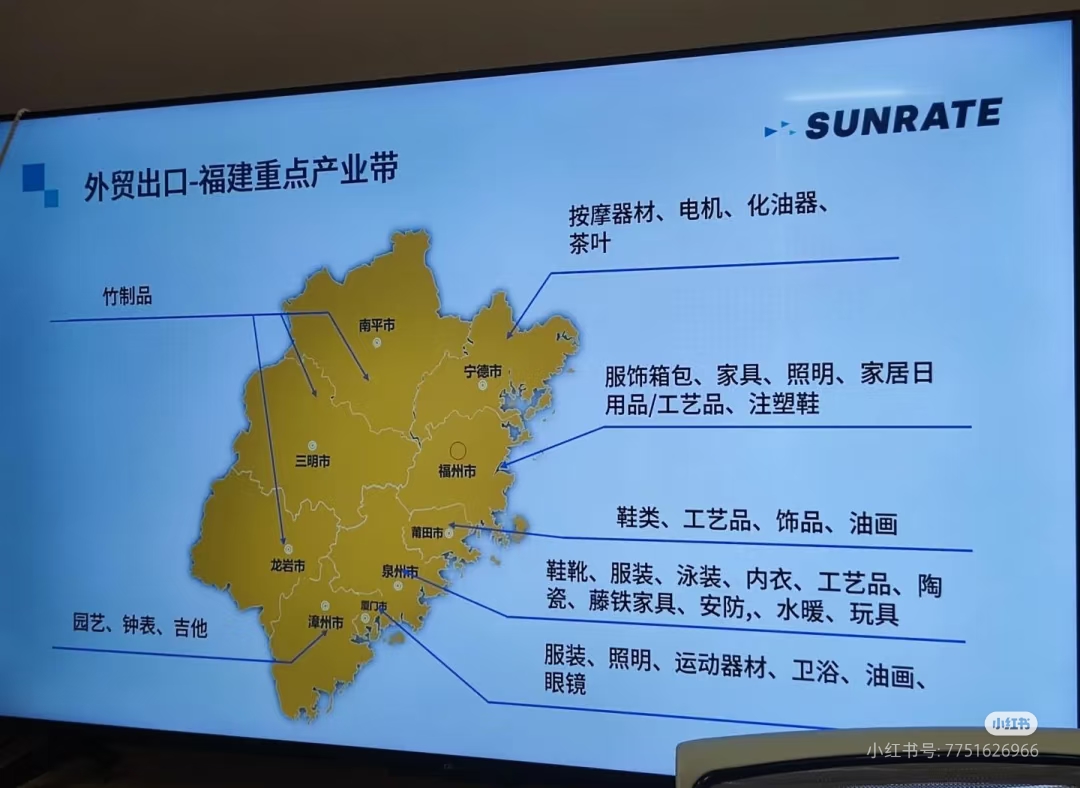 SUNRATE
外贸出口-福建重点产业带
按摩器材、电机、化油器、
茶叶
竹制品
南平市
宁德市
服饰箱包、家具、照明、家居日
用品/工艺品、注塑鞋
三明市
福州市
鞋类、工艺品、饰品、油画
莆田市
龙岩市
泉州市
鞋靴、服装、泳装、内衣、工艺品、陶
瓷、藤铁家具、安防,、水暖、玩具
厦门市
漳州市
园艺、钟表、吉他
服装、照明、运动器材、卫浴、油画、
眼镜
小红书
小红书号: 7751626966